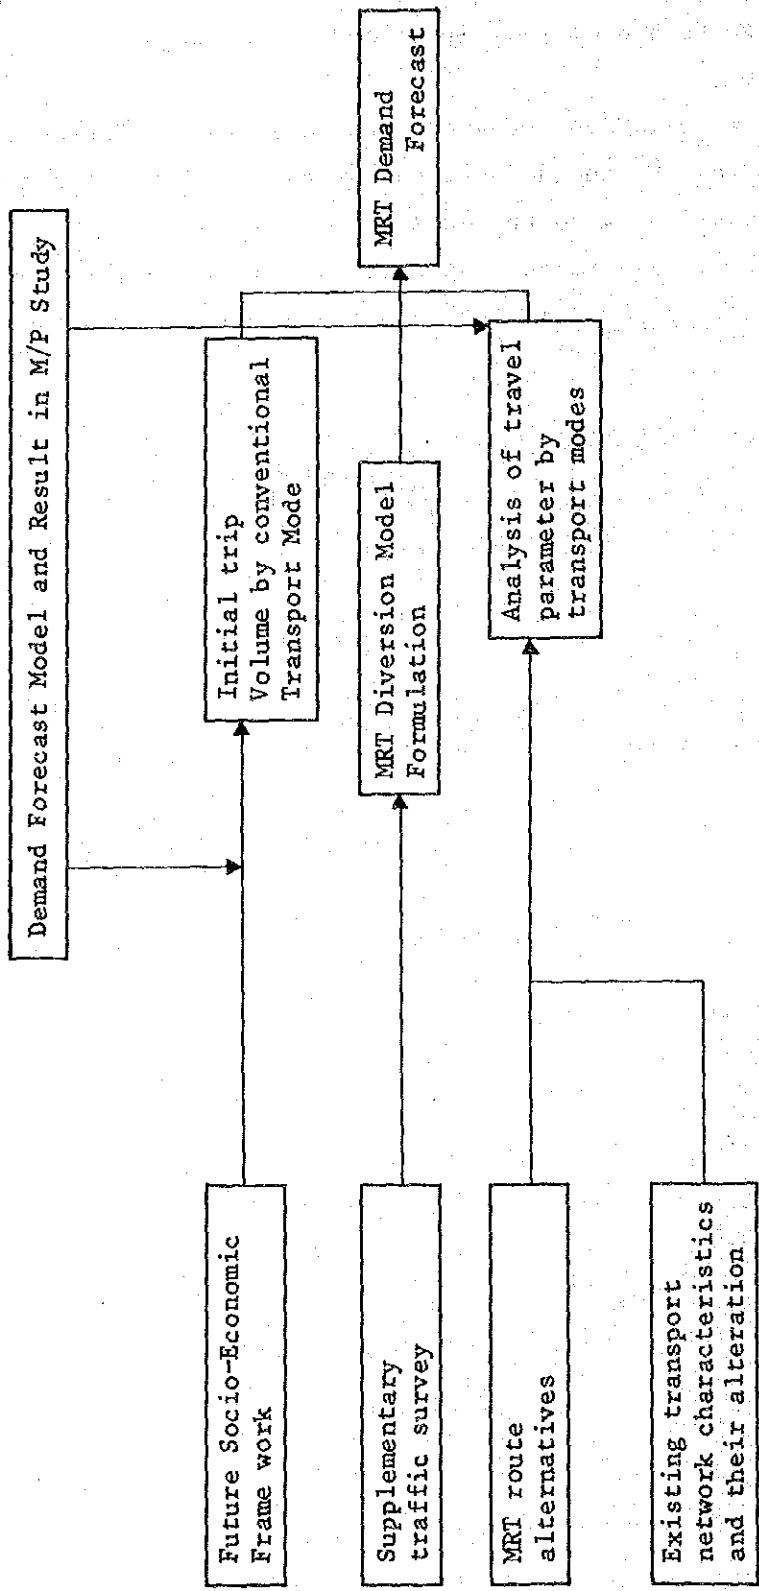 Demand Forecast Model and Result in M/P Study
Future Socio-Economic
Frame work
Initial trip
Volume by conventional
Transport Mode
Supplementary
traffic survey
MRT Diversion Model
Formulation
MRT Demand
Forecast
MRT route
alternatives
Analysis of travel
parameter by
transport modes
Existing transport
network characteristics
and their alteration